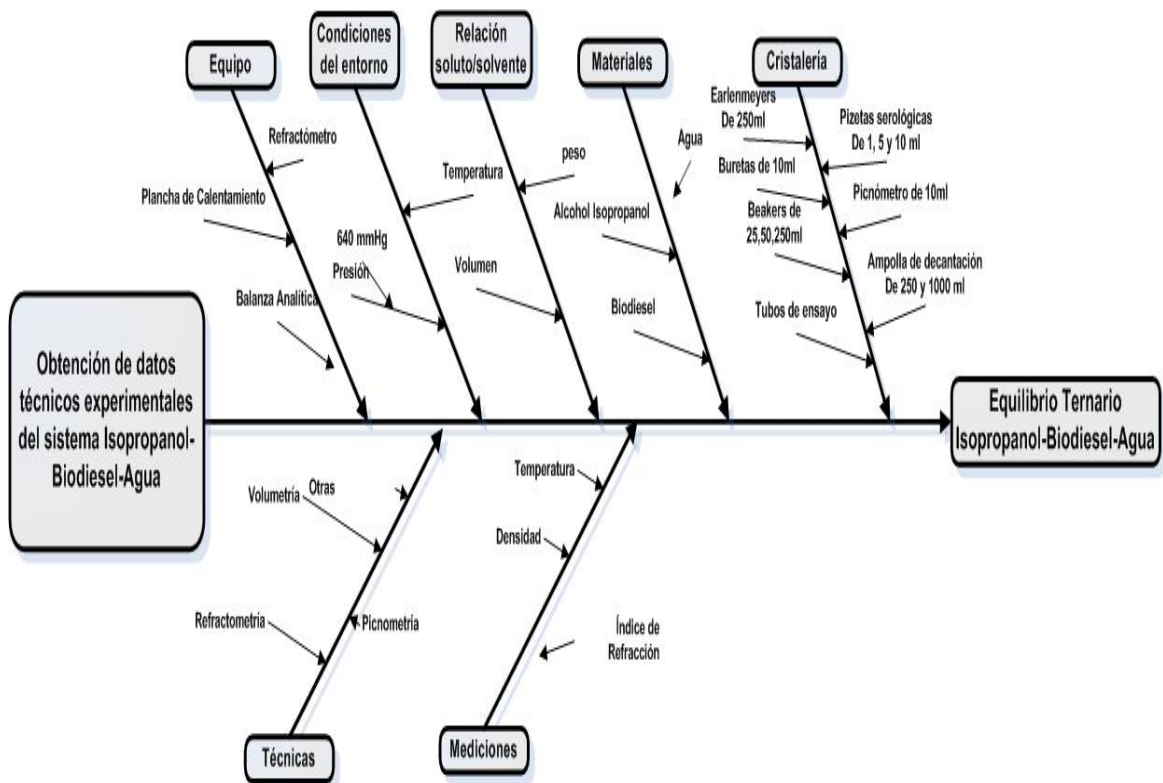 Equipo
Condiciones
del entorno
Relación
soluto/solvente
Materiales
Cristalería
Refractómetro
Plancha de Calentamiento
Balanza Analítica
Temperatura
640 mmHg
Presión
peso
Volumen
Agua
Alcohol Isopropanol
Biodiesel
Earlenmeyers
De 250ml
Buretas de 10ml
Beakers de
25,50,250ml
Tubos de ensayo
Pizetas serológicas
De 1, 5 y 10 ml
Picnómetro de 10ml
Ampolla de decantación
De 250 y 1000 ml
Obtención de datos
técnicos experimentales
del sistema Isopropanol-
Biodiesel-Agua
Equilibrio Ternario
Isopropanol-Biodiesel-Agua
Volumetría
Otras
Refractometría
Picnometría
Temperatura
Densidad
Índice de
Refracción
Técnicas
Mediciones